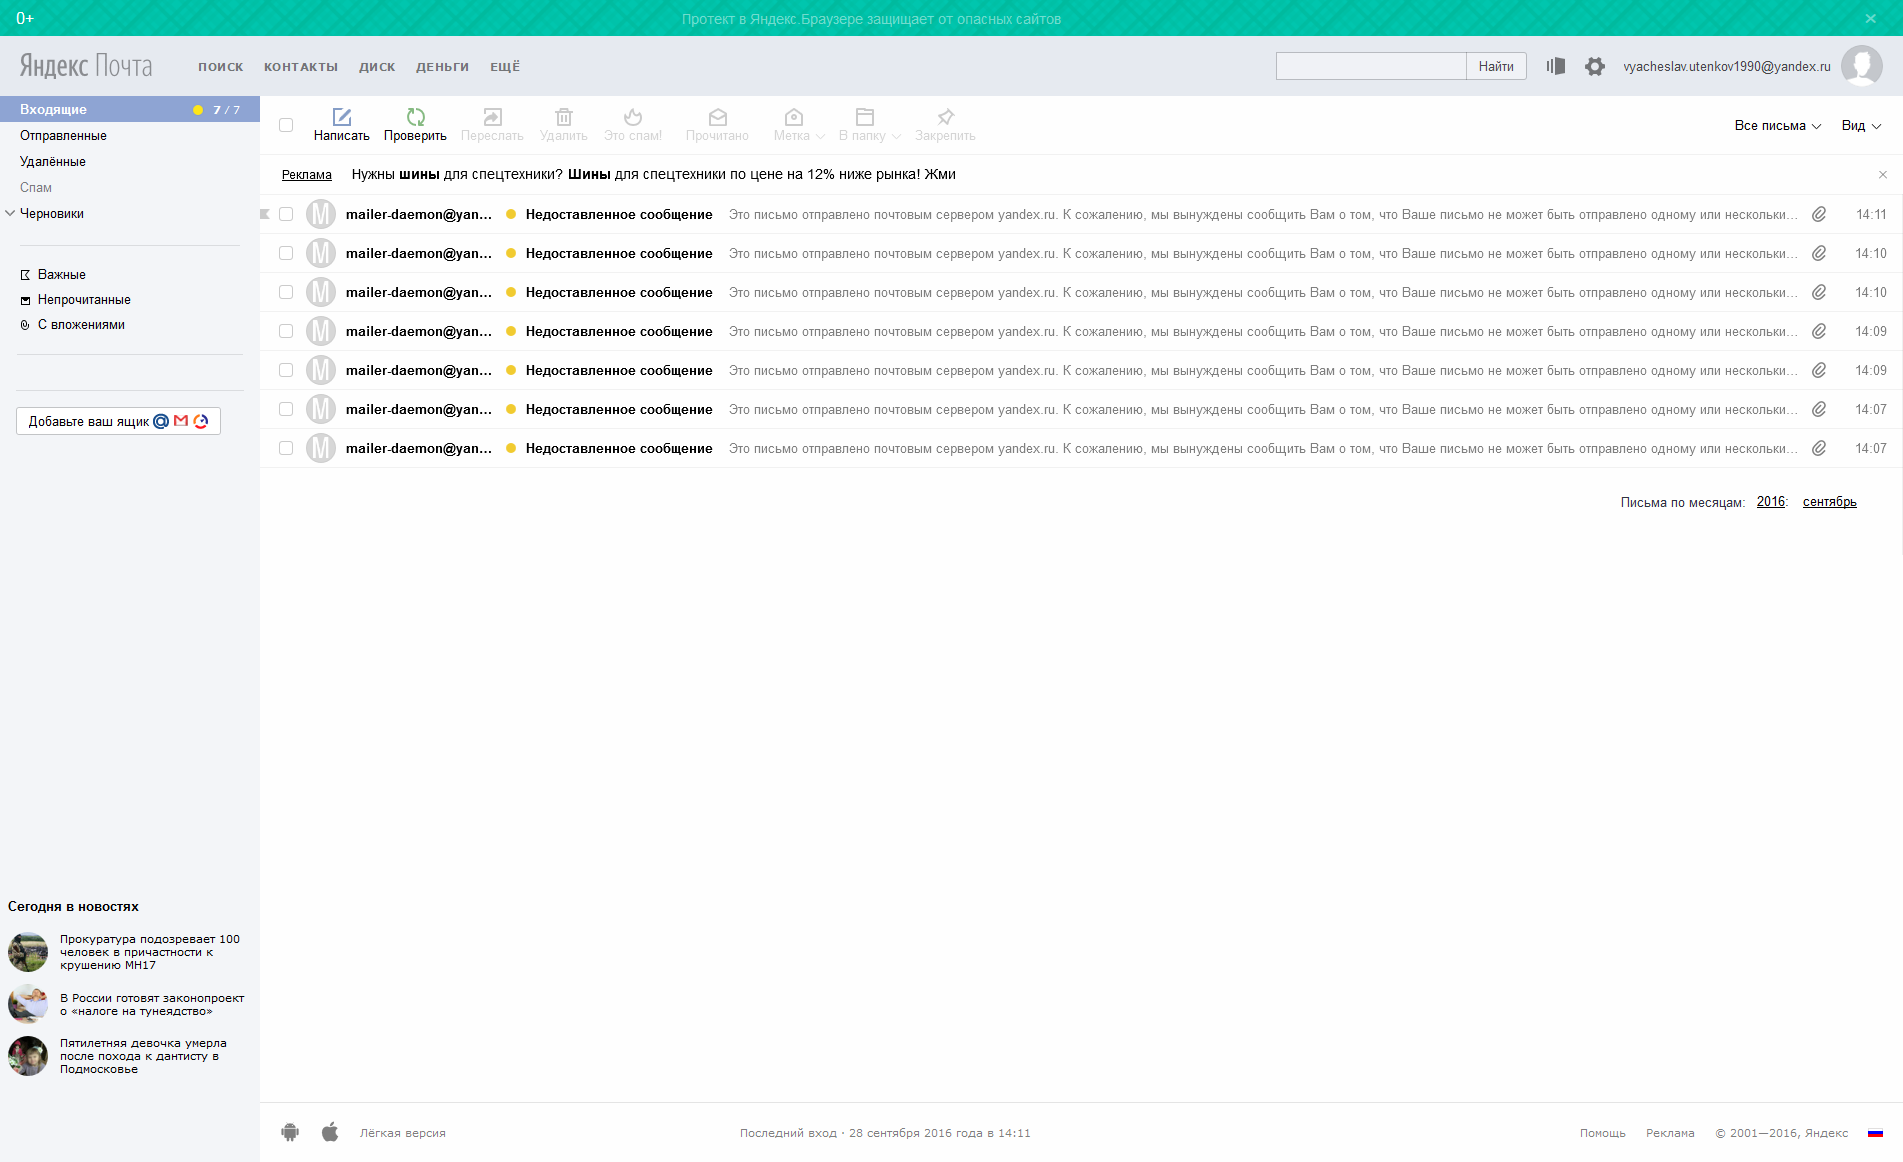 0+
Протект в Яндекс.Браузере защищает от опасных сайтов
Яндекс Почта ПОИСК КОНТАКТЫ ДИСК ДЕНЬГИ ЕЩЁ Найти vyacheslav.utenkov1990@yandex.ru
Входящие 7 / 7
Отправленные
Удалённые
Спам
Черновики
Важные
Непрочитанные
С вложениями
Добавьте ваш ящик
Написать Проверить Переслать Удалить Это спам! Прочитано Метка В папку Закрепить Все письма Вид
Реклама Нужны шины для спецтехники? Шины для спецтехники по цене на 12% ниже рынка! Жми
M mailer-daemon@yan... Недоставленное сообщение Это письмо отправлено почтовым сервером yandex.ru. К сожалению, мы вынуждены сообщить Вам о том, что Ваше письмо не может быть отправлено одному или нескольки... 14:11
M mailer-daemon@yan... Недоставленное сообщение Это письмо отправлено почтовым сервером yandex.ru. К сожалению, мы вынуждены сообщить Вам о том, что Ваше письмо не может быть отправлено одному или нескольки... 14:10
M mailer-daemon@yan... Недоставленное сообщение Это письмо отправлено почтовым сервером yandex.ru. К сожалению, мы вынуждены сообщить Вам о том, что Ваше письмо не может быть отправлено одному или нескольки... 14:10
M mailer-daemon@yan... Недоставленное сообщение Это письмо отправлено почтовым сервером yandex.ru. К сожалению, мы вынуждены сообщить Вам о том, что Ваше письмо не может быть отправлено одному или нескольки... 14:09
M mailer-daemon@yan... Недоставленное сообщение Это письмо отправлено почтовым сервером yandex.ru. К сожалению, мы вынуждены сообщить Вам о том, что Ваше письмо не может быть отправлено одному или нескольки... 14:09
M mailer-daemon@yan... Недоставленное сообщение Это письмо отправлено почтовым сервером yandex.ru. К сожалению, мы вынуждены сообщить Вам о том, что Ваше письмо не может быть отправлено одному или нескольки... 14:07
M mailer-daemon@yan... Недоставленное сообщение Это письмо отправлено почтовым сервером yandex.ru. К сожалению, мы вынуждены сообщить Вам о том, что Ваше письмо не может быть отправлено одному или нескольки... 14:07
Письма по месяцам: 2016: сентябрь
Сегодня в новостях
Прокуратура подозревает 100
человек в причастности к
крушению MH17
В России готовят законопроект
о «налоге на тунеядство»
Пятилетняя девочка умерла
после похода к дантисту в
Подмосковье
Лёгкая версия Последний вход · 28 сентября 2016 года в 14:11 Помощь Реклама © 2001—2016, Яндекс